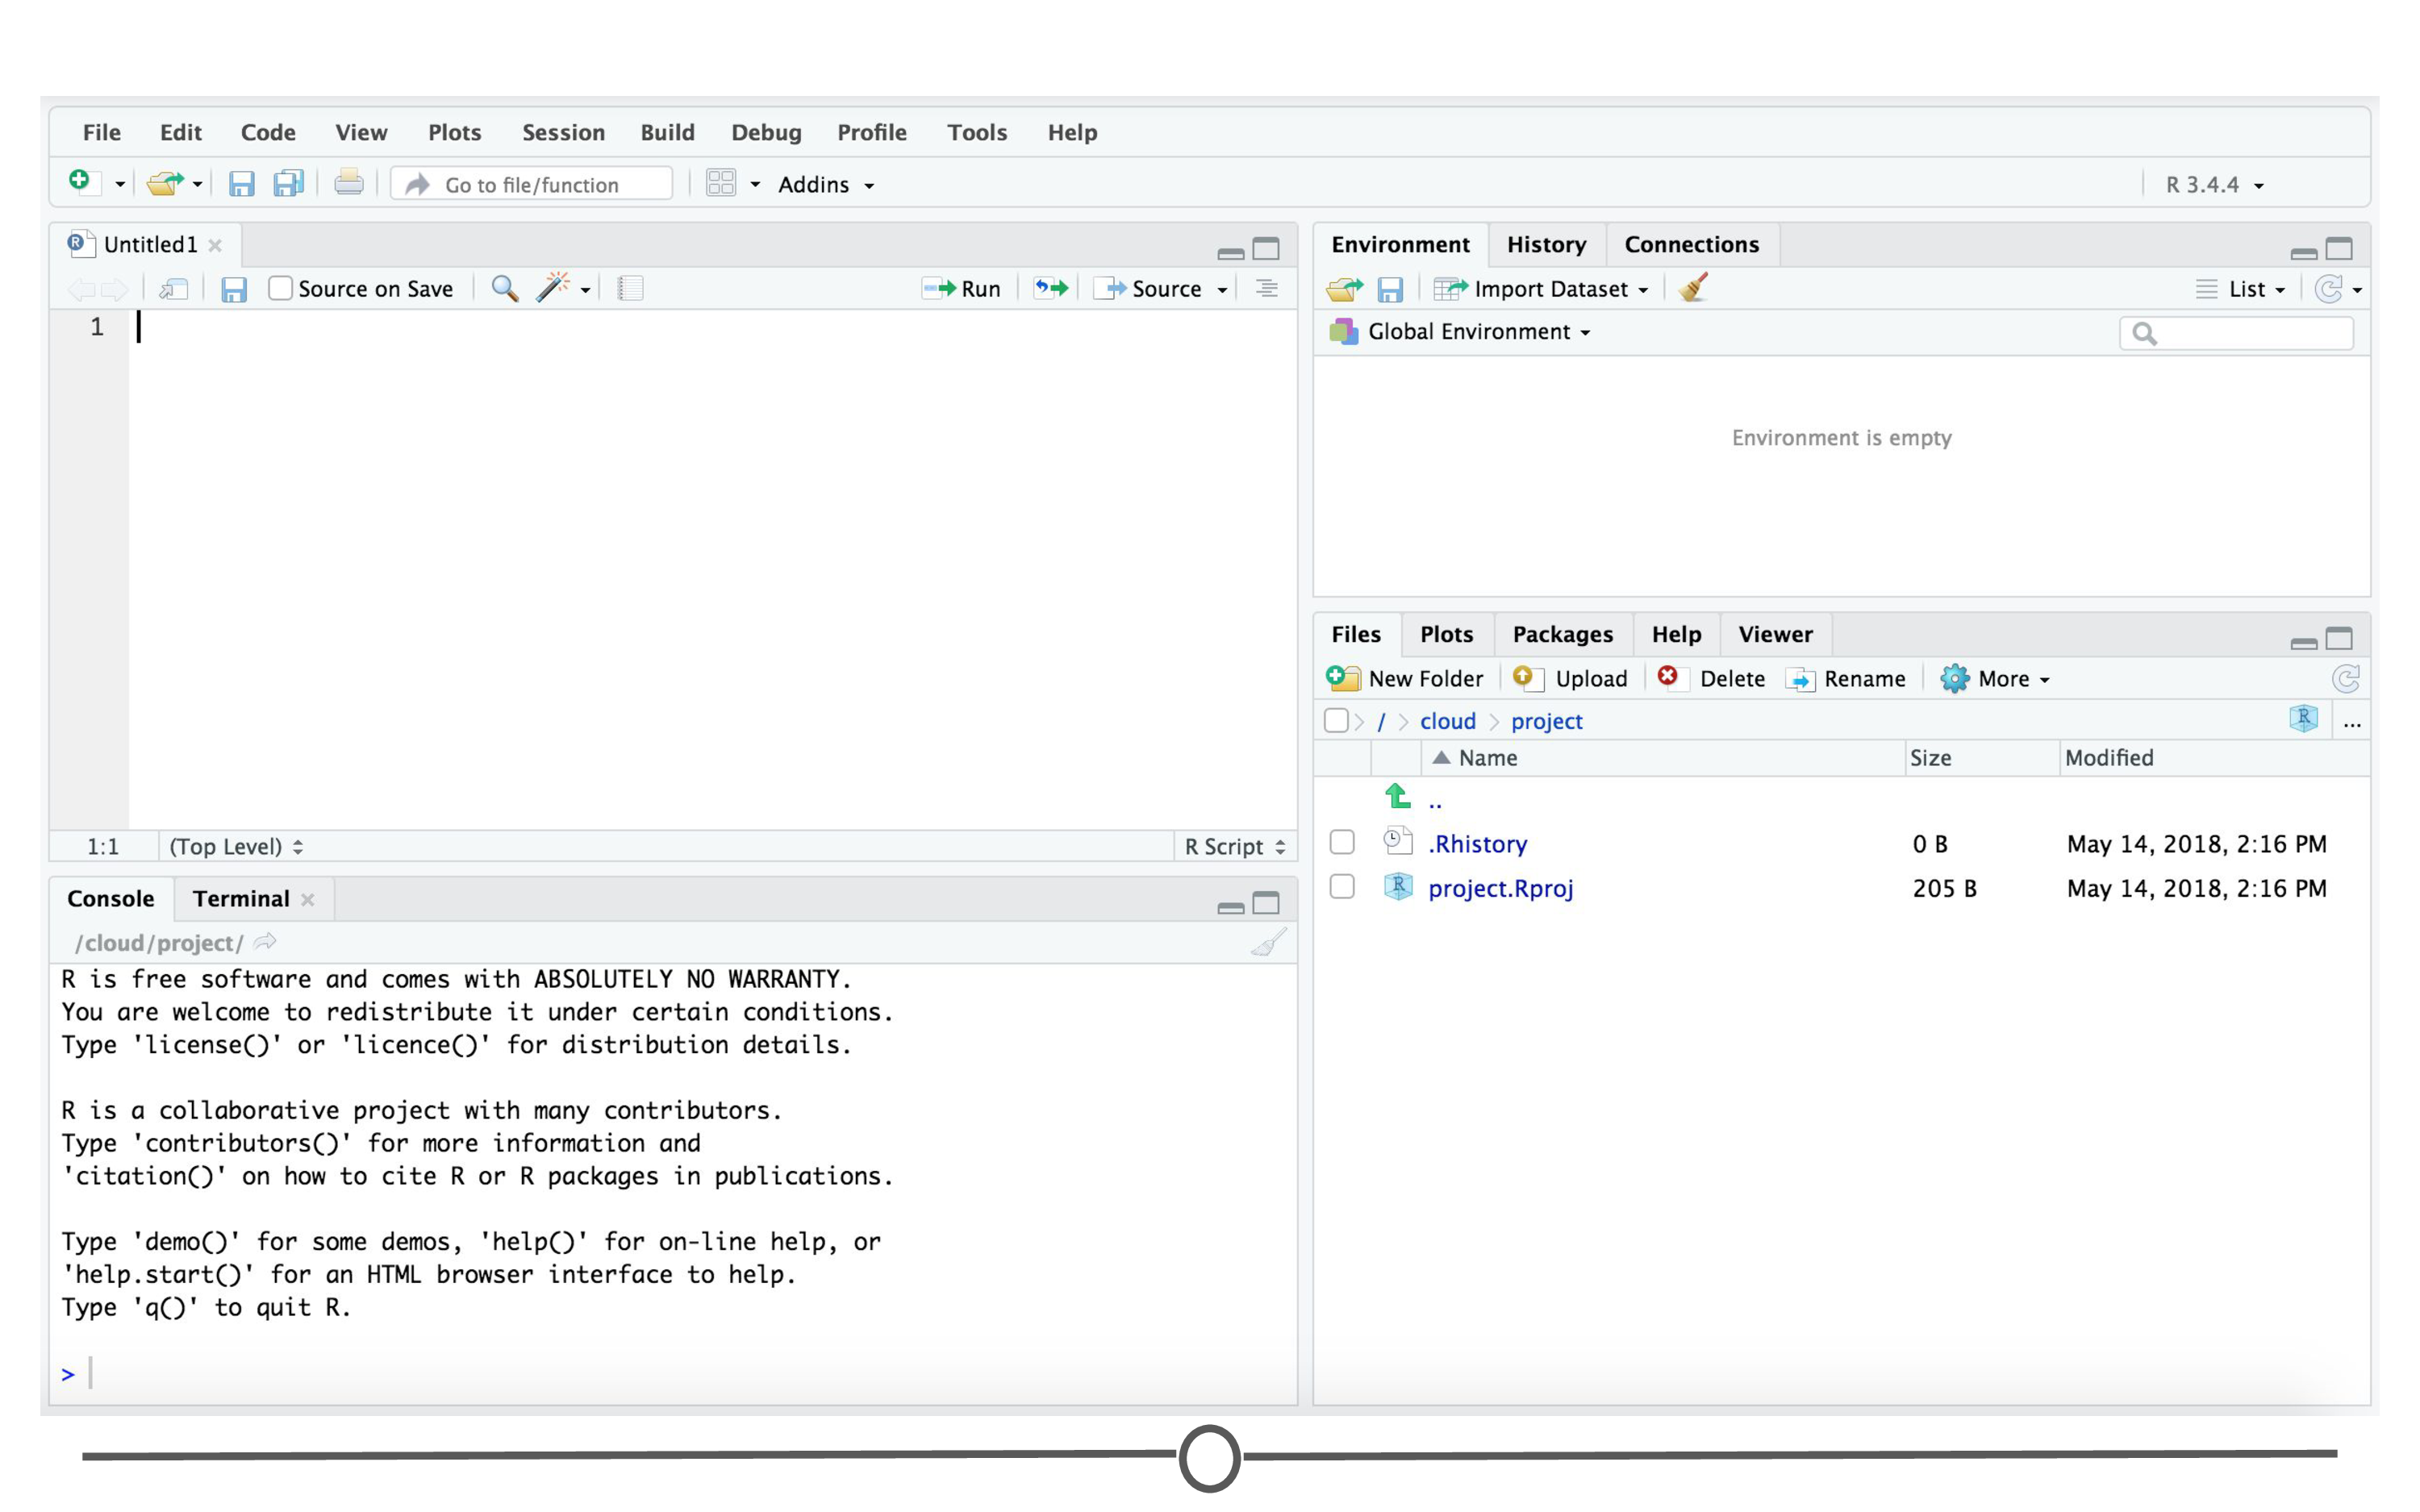 File Edit Code View Plots Session Build Debug Profile Tools Help
Go to file/function Addins R 3.4.4
Untitled1
Source on Save Run Source
1
1:1 (Top Level) R Script
Console Terminal
/cloud/project/
R is free software and comes with ABSOLUTELY NO WARRANTY.
You are welcome to redistribute it under certain conditions.
Type 'license()' or 'licence()' for distribution details.
R is a collaborative project with many contributors.
Type 'contributors()' for more information and
'citation()' on how to cite R or R packages in publications.
Type 'demo()' for some demos, 'help()' for on-line help, or
'help.start()' for an HTML browser interface to help.
Type 'q()' to quit R.
>
Environment History Connections
Import Dataset List
Global Environment
Environment is empty
Files Plots Packages Help Viewer
New Folder Upload Delete Rename More
/ cloud project ...
Name Size Modified
..
.Rhistory 0 B May 14, 2018, 2:16 PM
project.Rproj 205 B May 14, 2018, 2:16 PM